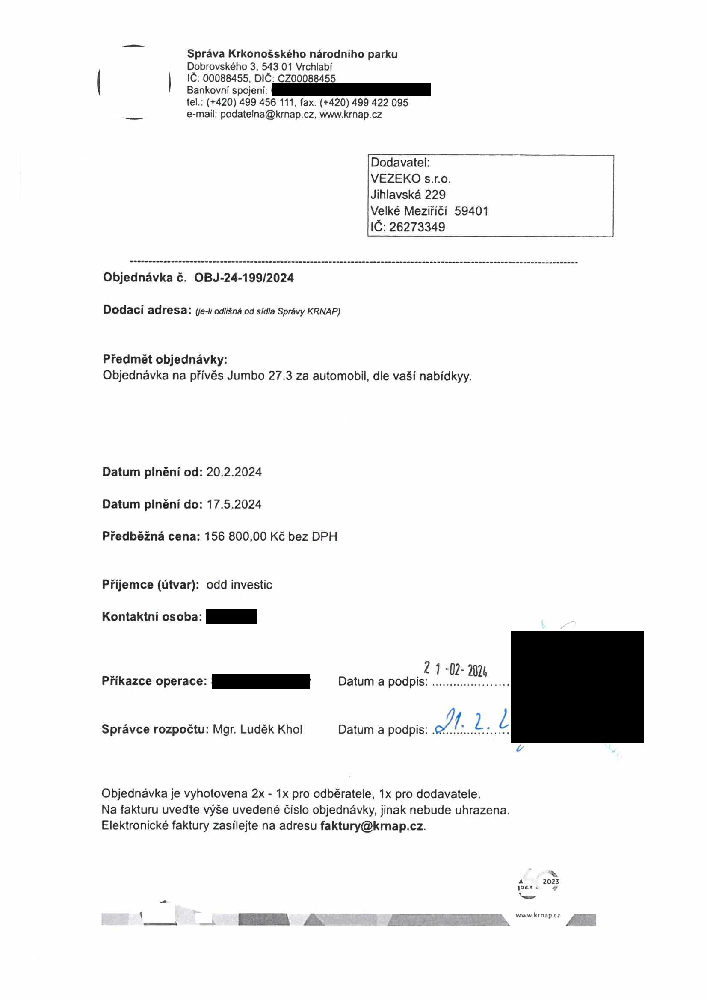 Správa Krkonošského národního parku
Dobrovského 3, 543 01 Vrchlabí
IČ: 00088455, DIČ: CZ00088455
Bankovní spojení:
tel.: (+420) 499 456 111, fax: (+420) 499 422 095
e-mail: podatelna@krnap.cz, www.krnap.cz
Dodavatel:
VEZEKO s.r.o.
Jihlavská 229
Velké Meziříčí 59401
IČ: 26273349
Objednávka č. OBJ-24-199/2024
Dodací adresa: (je-li odlišná od sídla Správy KRNAP)
Předmět objednávky:
Objednávka na přívěs Jumbo 27.3 za automobil, dle vaší nabídkyy.
Datum plnění od: 20.2.2024
Datum plnění do: 17.5.2024
Předběžná cena: 156 800,00 Kč bez DPH
Příjemce (útvar): odd investic
Kontaktní osoba:
21-02-2024
Příkazce operace: Datum a podpis:
Správce rozpočtu: Mgr. Luděk Khol Datum a podpis: 21. 2. 2
Objednávka je vyhotovena 2x - 1x pro odběratele, 1x pro dodavatele.
Na fakturu uveďte výše uvedené číslo objednávky, jinak nebude uhrazena.
Elektronické faktury zasílejte na adresu faktury@krnap.cz.
2023
www.krnap.cz